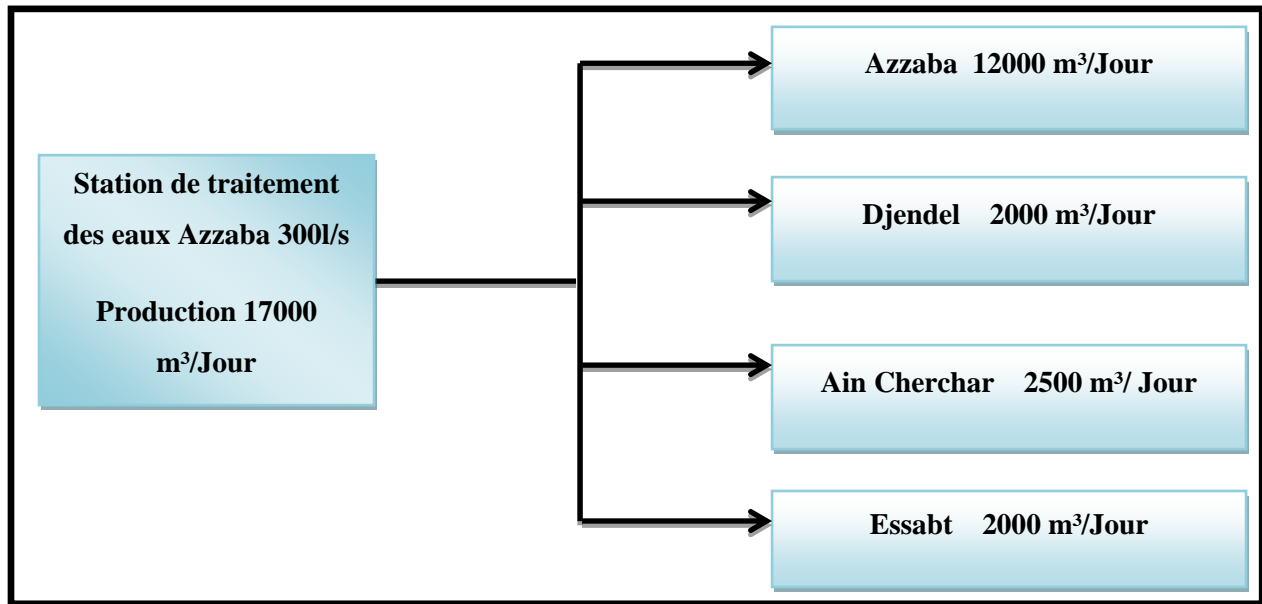 Station de traitement
des eaux Azzaba 300l/s
Production 17000
m³/Jour
Azzaba 12000 m³/Jour
Djendel 2000 m³/Jour
Ain Cherchar 2500 m³/ Jour
Essabt 2000 m³/Jour